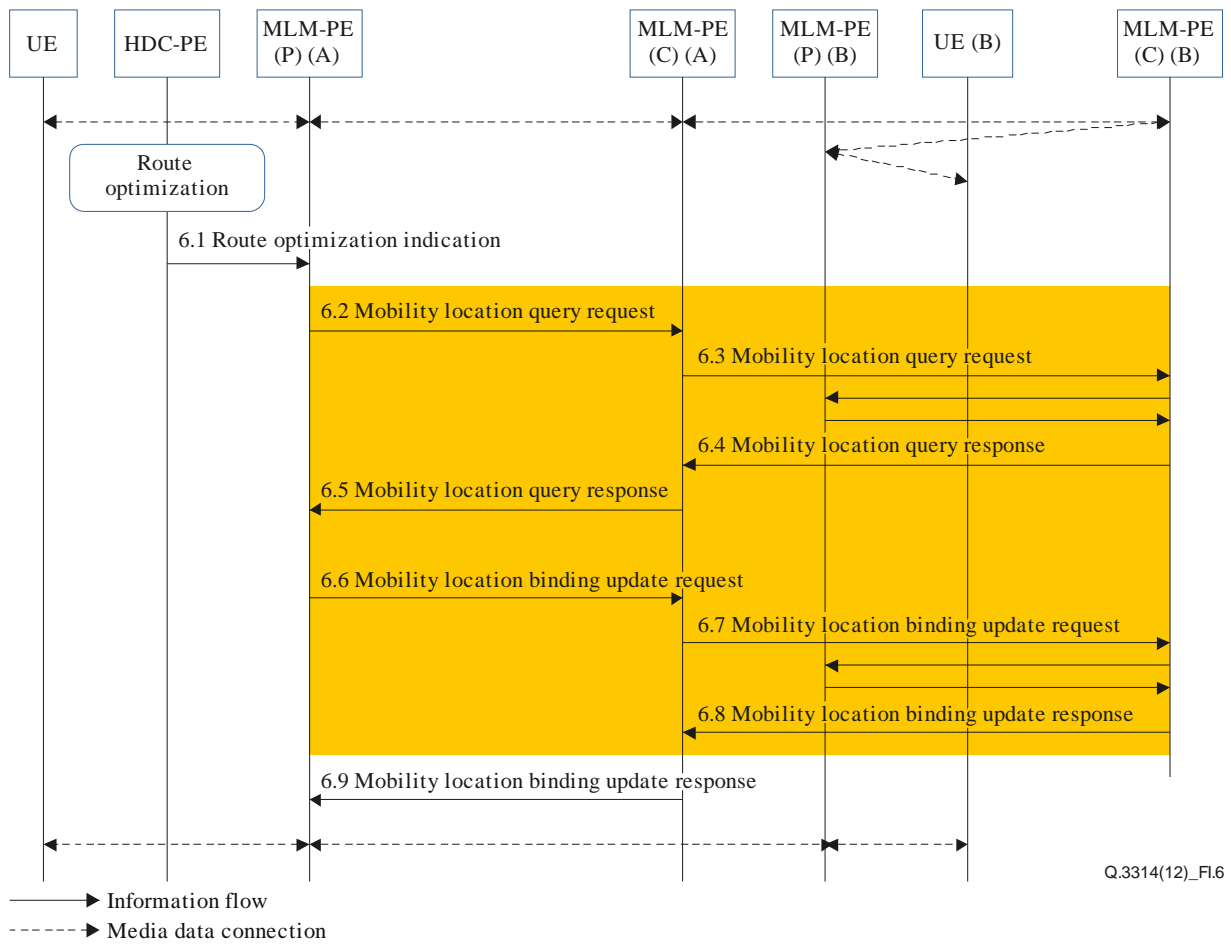 UE
HDC-PE
MLM-PE
(P) (A)
MLM-PE
(C) (A)
MLM-PE
(P) (B)
UE (B)
MLM-PE
(C) (B)
Route
optimization
6.1 Route optimization indication
6.2 Mobility location query request
6.3 Mobility location query request
6.4 Mobility location query response
6.5 Mobility location query response
6.6 Mobility location binding update request
6.7 Mobility location binding update request
6.8 Mobility location binding update response
6.9 Mobility location binding update response
Q.3314(12)_FI.6
Information flow
Media data connection